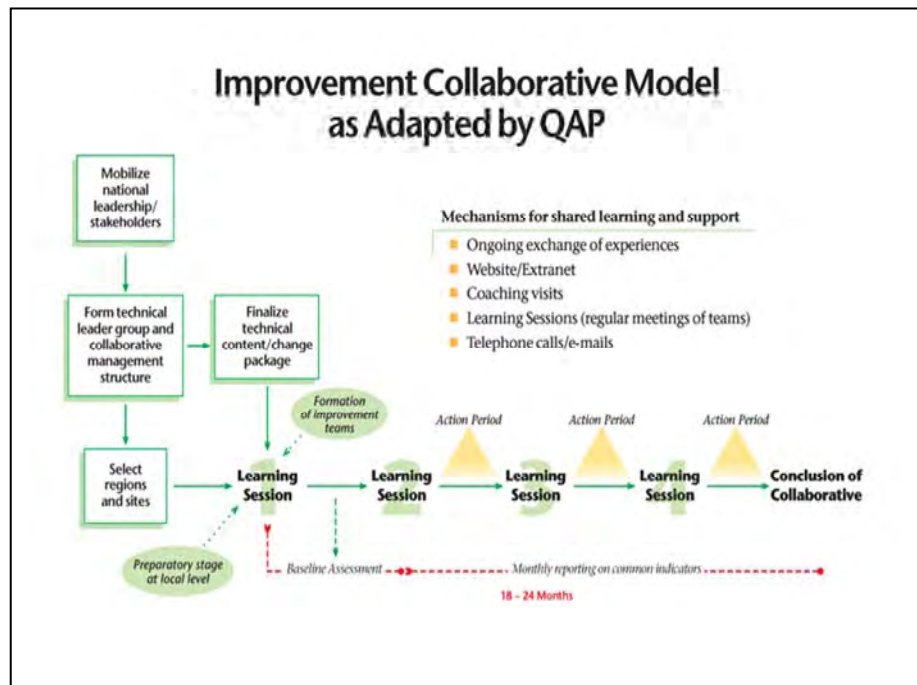 Improvement Collaborative Model
as Adapted by QAP
Mobilize
national
leadership/
stakeholders
Mechanisms for shared learning and support
Ongoing exchange of experiences
Website/Extranet
Coaching visits
Learning Sessions (regular meetings of teams)
Telephone calls/e-mails
Form technical
leader group and
collaborative
management
structure
Finalize
technical
content/change
package
Formation
of improvement
teams
Action Period
Action Period
Action Period
Select
regions
and sites
1
Learning
Session
2
Learning
Session
3
Learning
Session
4
Learning
Session
Conclusion of
Collaborative
Preparatory stage
at local level
Baseline Assessment
Monthly reporting on common indicators
18 – 24 Months